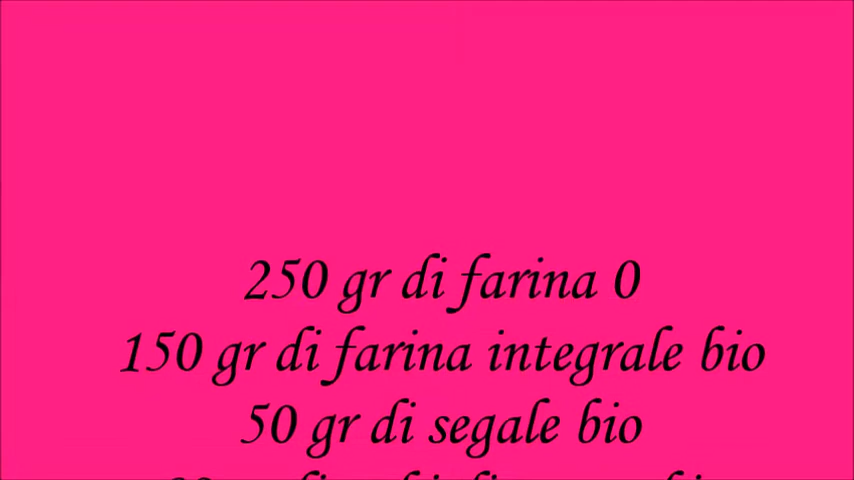 250 gr di farina 0
150 gr di farina integrale bio
50 gr di segale bio